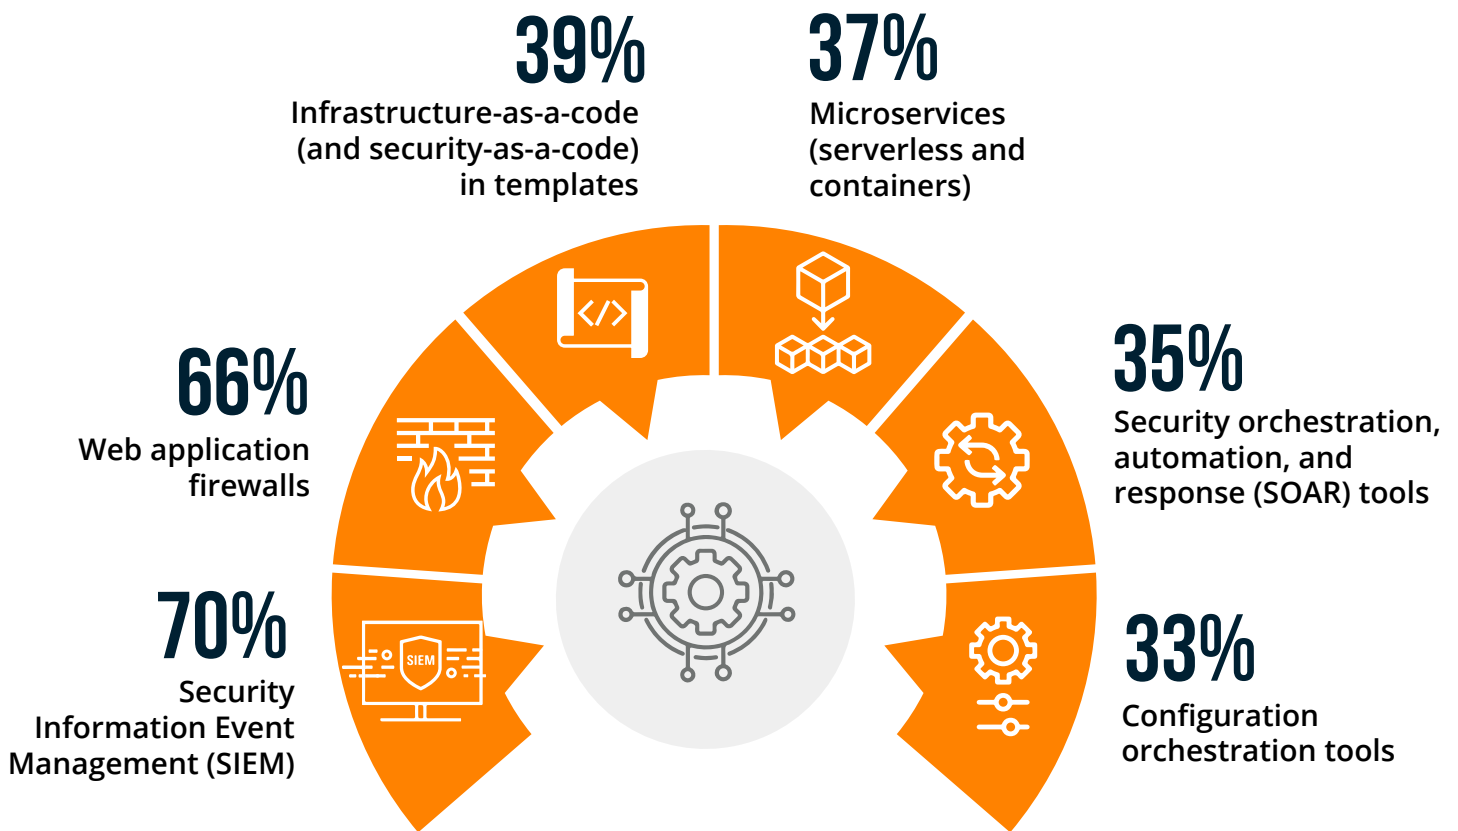 39%
Infrastructure-as-a-code
(and security-as-a-code)
in templates
37%
Microservices
(serverless and
containers)
66%
Web application
firewalls
35%
Security orchestration,
automation, and
response (SOAR) tools
70%
Security
Information Event
Management (SIEM)
SIEM
33%
Configuration
orchestration tools